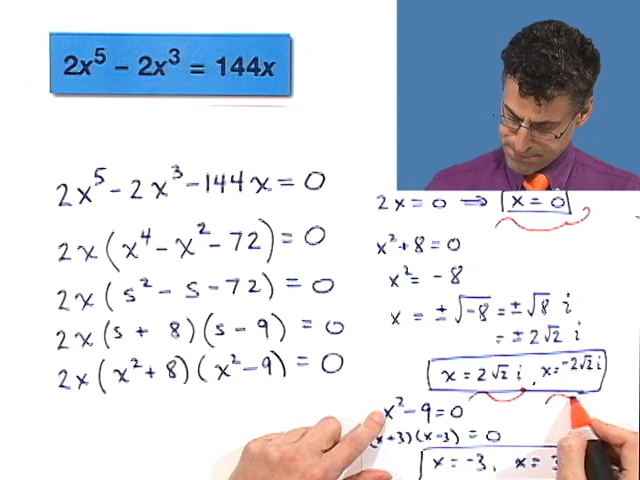 2x⁵ − 2x³ = 144x
2x⁵ − 2x³ − 144x = 0
2x(x⁴ − x² − 72) = 0
2x(s² − s − 72) = 0
2x(s + 8)(s − 9) = 0
2x(x² + 8)(x² − 9) = 0
2x = 0 ⇒ x = 0
x² + 8 = 0
x² = −8
x = ±√−8 = ±√8 i
= ±2√2 i
x = 2√2 i, x = −2√2 i
x² − 9 = 0
(x+3)(x−3) = 0
x = −3, x = 3